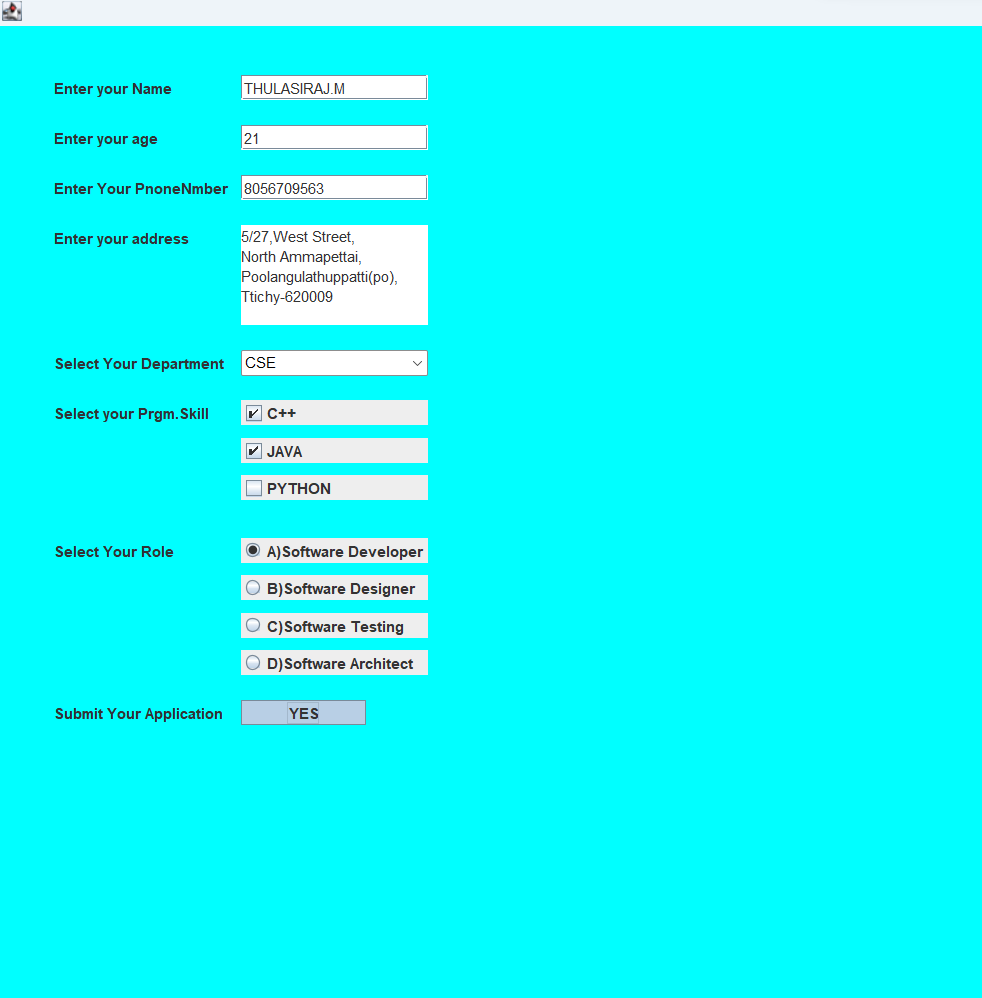 Enter your Name THULASIRAJ.M
Enter your age 21
Enter Your PnoneNmber 8056709563
Enter your address 5/27,West Street,
North Ammapettai,
Poolangulathuppatti(po),
Ttichy-620009
Select Your Department CSE
Select your Prgm.Skill C++
JAVA
PYTHON
Select Your Role A)Software Developer
B)Software Designer
C)Software Testing
D)Software Architect
Submit Your Application YES